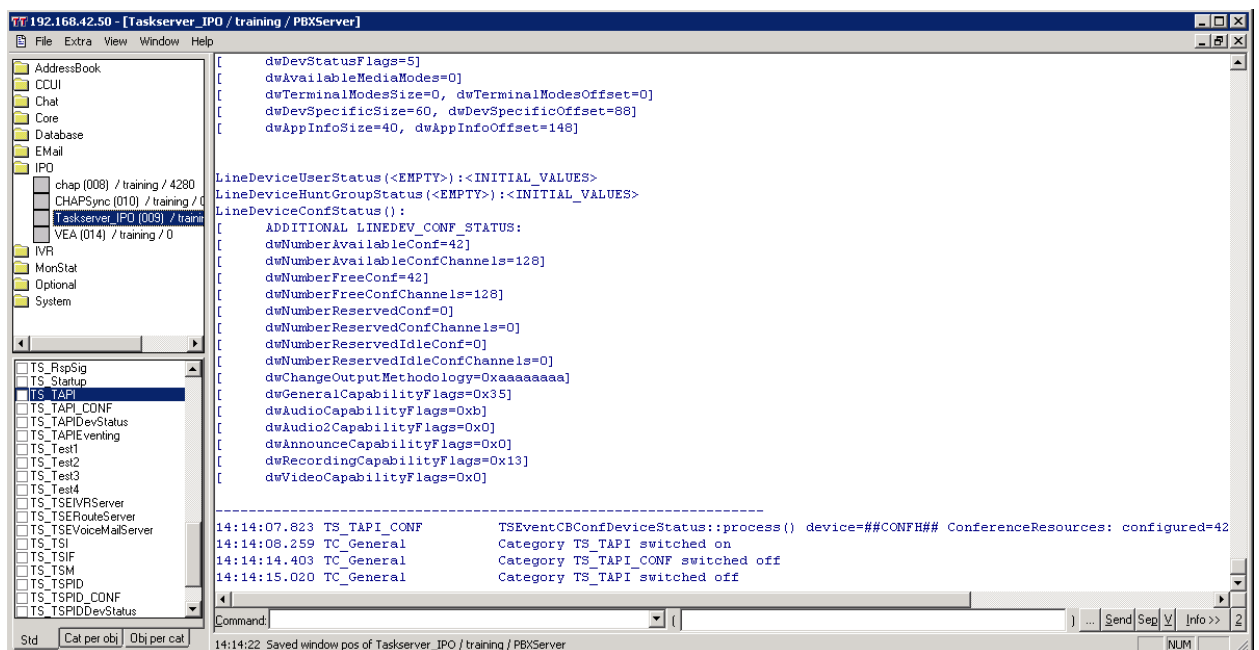 192.168.42.50 - [Taskserver_IPO / training / PBXServer]
File Extra View Window Help
AddressBook
CCUI
Chat
Core
Database
EMail
IPO
chap (008) / training / 4280
CHAPSync (010) / training / 0
Taskserver_IPO (009) / trainin
VEA (014) / training / 0
IVR
MonStat
Optional
System
TS_RspSig
TS_Startup
TS_TAPI
TS_TAPI_CONF
TS_TAPIDevStatus
TS_TAPIEventing
TS_Test1
TS_Test2
TS_Test3
TS_Test4
TS_TSEIVRServer
TS_TSERouteServer
TS_TSEVoiceMailServer
TS_TSI
TS_TSIF
TS_TSM
TS_TSPID
TS_TSPID_CONF
TS_TSPIDDevStatus
Std Cat per obj Obj per cat
[ dwDevStatusFlags=5]
[ dwAvailableMediaModes=0]
[ dwTerminalModesSize=0, dwTerminalModesOffset=0]
[ dwDevSpecificSize=60, dwDevSpecificOffset=88]
[ dwAppInfoSize=40, dwAppInfoOffset=148]
LineDeviceUserStatus(<EMPTY>):<INITIAL_VALUES>
LineDeviceHuntGroupStatus(<EMPTY>):<INITIAL_VALUES>
LineDeviceConfStatus():
[ ADDITIONAL LINEDEV_CONF_STATUS:
[ dwNumberAvailableConf=42]
[ dwNumberAvailableConfChannels=128]
[ dwNumberFreeConf=42]
[ dwNumberFreeConfChannels=128]
[ dwNumberReservedConf=0]
[ dwNumberReservedConfChannels=0]
[ dwNumberReservedIdleConf=0]
[ dwNumberReservedIdleConfChannels=0]
[ dwChangeOutputMethodology=0xaaaaaaaa]
[ dwGeneralCapabilityFlags=0x35]
[ dwAudioCapabilityFlags=0xb]
[ dwAudio2CapabilityFlags=0x0]
[ dwAnnounceCapabilityFlags=0x0]
[ dwRecordingCapabilityFlags=0x13]
[ dwVideoCapabilityFlags=0x0]
--------------------------------------------------------------------
14:14:07.823 TS_TAPI_CONF TSEventCBConfDeviceStatus::process() device=##CONFH## ConferenceResources: configured=42
14:14:08.259 TC_General Category TS_TAPI switched on
14:14:14.403 TC_General Category TS_TAPI_CONF switched off
14:14:15.020 TC_General Category TS_TAPI switched off
Command: ( ) ... Send Sep V Info >> 2
14:14:22 Saved window pos of Taskserver_IPO / training / PBXServer NUM